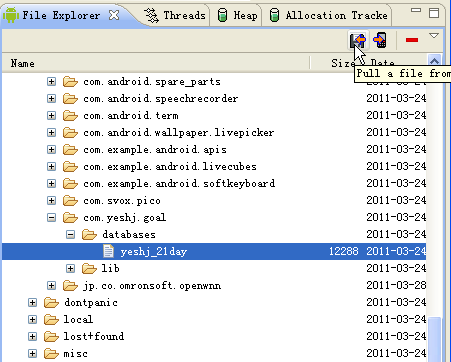 File Explorer Threads Heap Allocation Tracke
Name Size Date
Pull a file from
com.android.spare_parts 2011-03-24
com.android.speechrecorder 2011-03-24
com.android.term 2011-03-24
com.android.wallpaper.livepicker 2011-03-24
com.example.android.apis 2011-03-24
com.example.android.livecubes 2011-03-24
com.example.android.softkeyboard 2011-03-24
com.svox.pico 2011-03-24
com.yeshj.goal 2011-03-24
databases 2011-03-24
yeshj_21day 12288 2011-03-24
lib 2011-03-24
jp.co.omronsoft.openwnn 2011-03-28
dontpanic 2011-03-24
local 2011-03-24
lost+found 2011-03-24
misc 2011-03-24